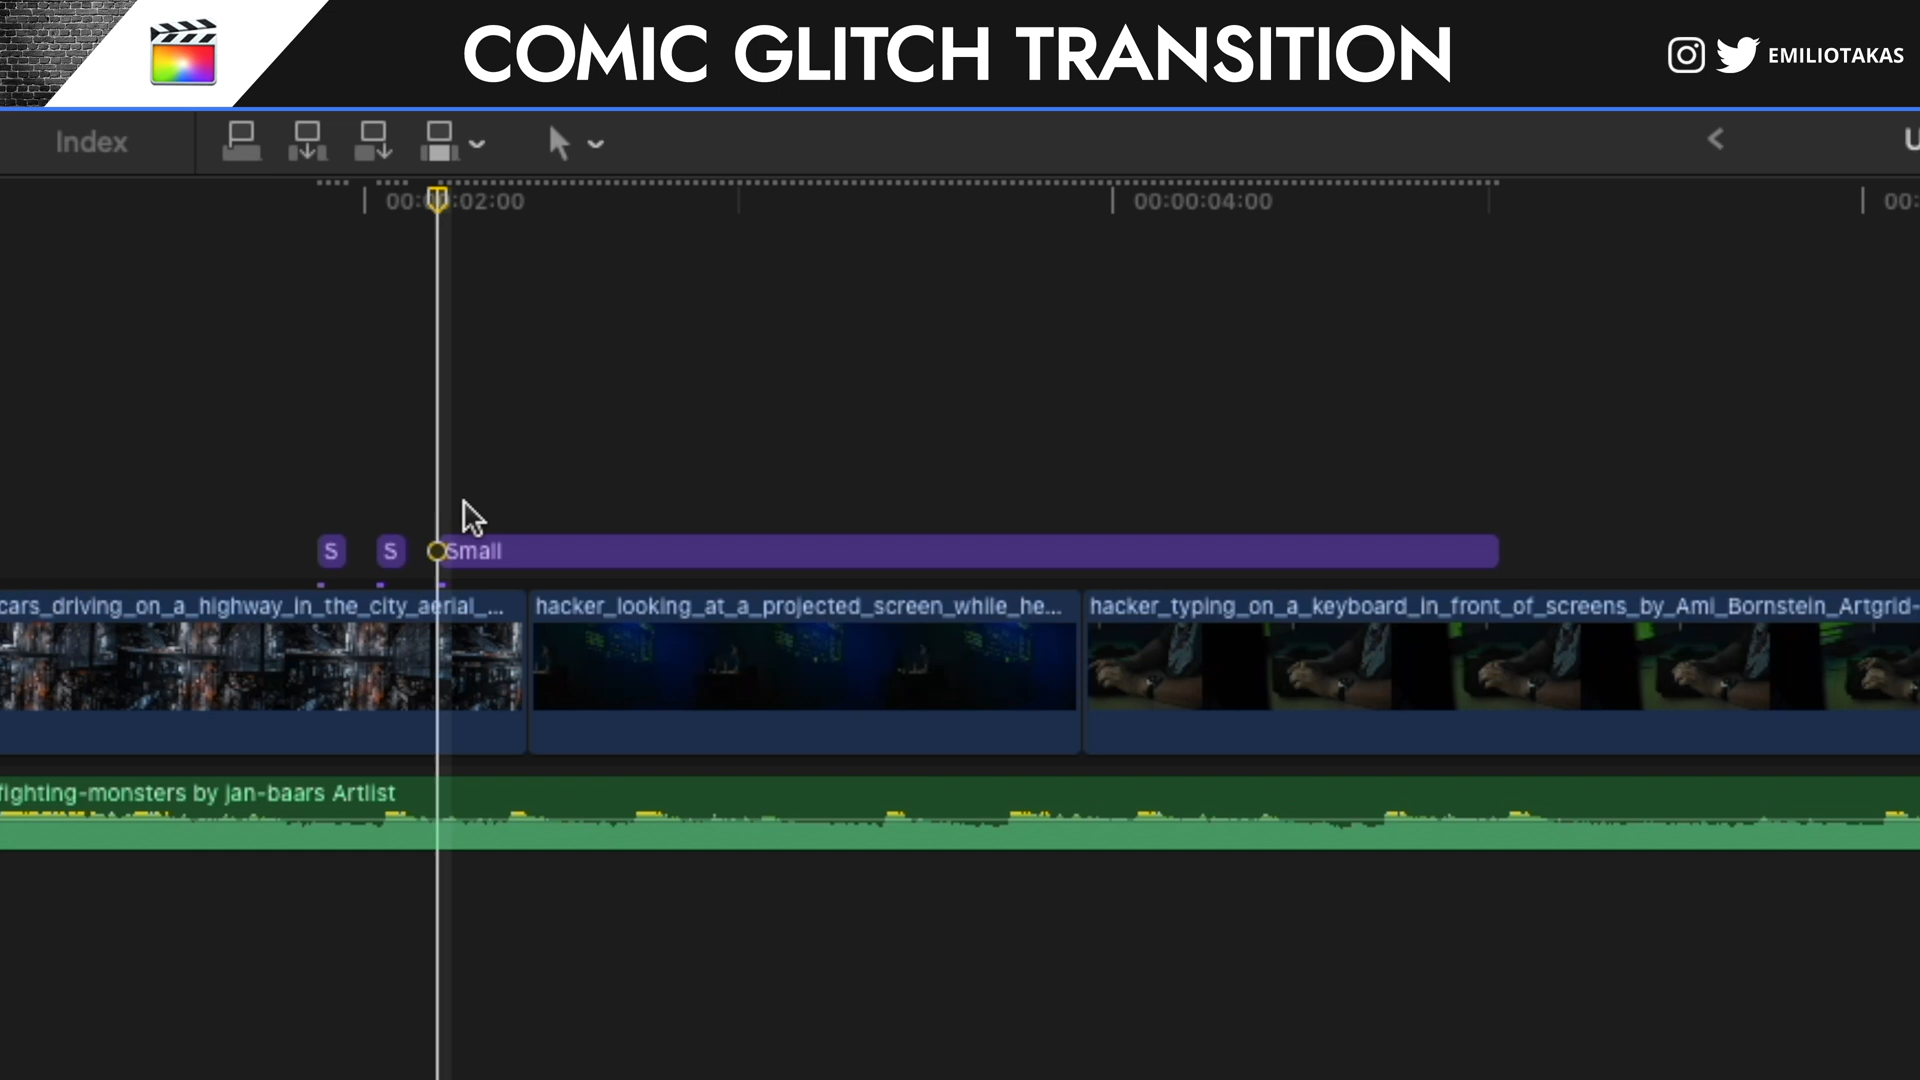 COMIC GLITCH TRANSITION
EMILIOTAKAS
Index
U
00:00:02:00
00:00:04:00
00:
S
S
Small
cars_driving_on_a_highway_in_the_city_aerial_...
hacker_looking_at_a_projected_screen_while_he...
hacker_typing_on_a_keyboard_in_front_of_screens_by_Ami_Bornstein_Artgrid-
fighting-monsters by jan-baars Artlist